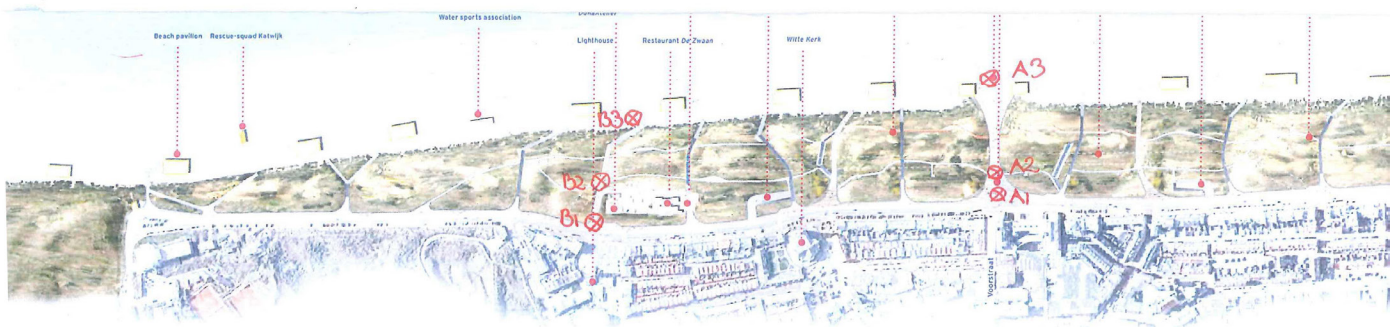 Water sports association
Beach pavilion
Rescue-squad Katwijk
Lighthouse
Restaurant De Zwaan
Witte Kerk
A3
B3
A2
B2
A1
B1
Voorstraat